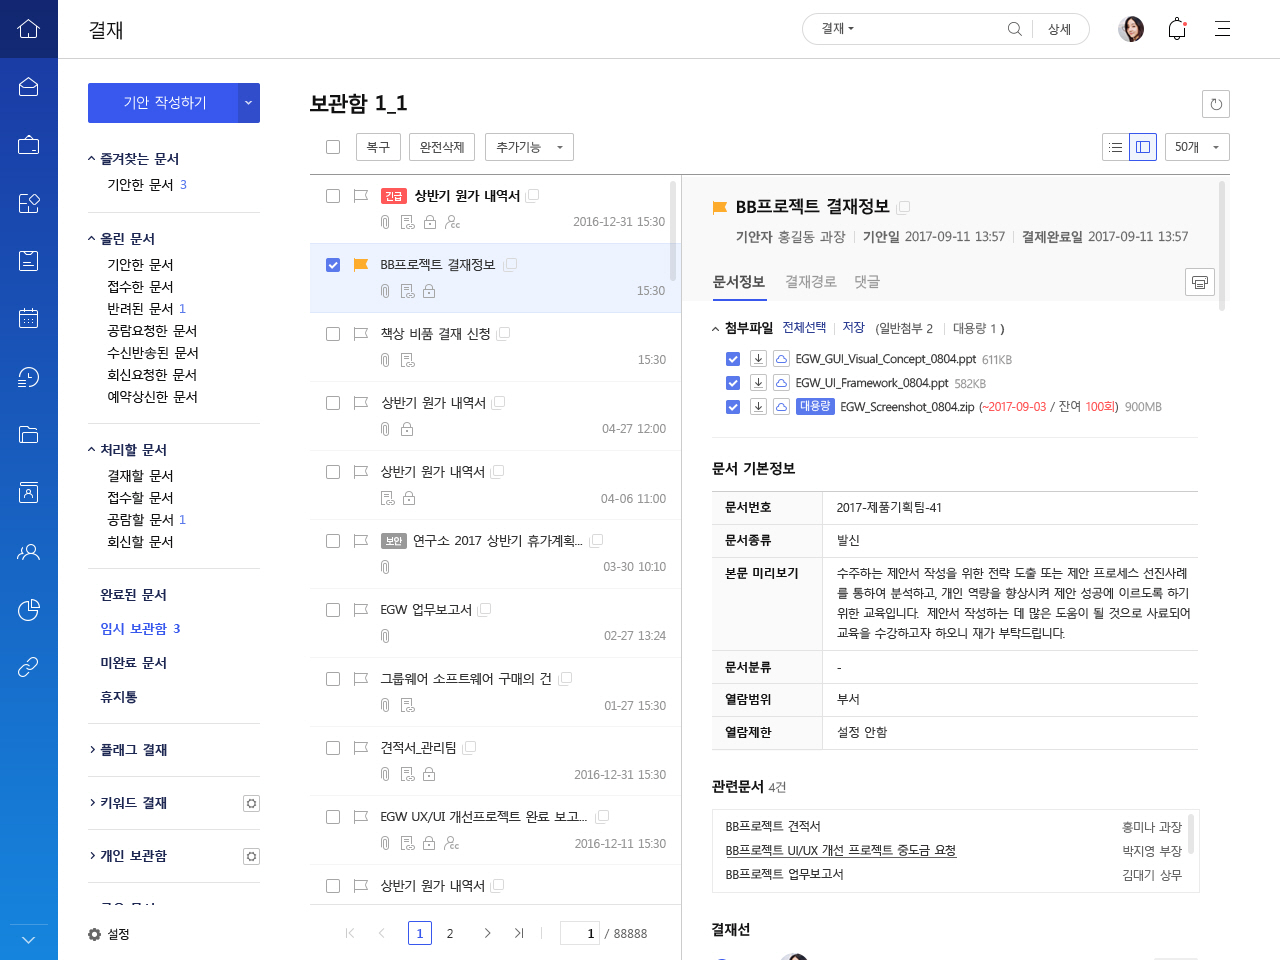 결재
결재
상세
기안 작성하기
즐겨찾는 문서
기안한 문서 3
올린 문서
기안한 문서
접수한 문서
반려된 문서 1
공람요청한 문서
수신반송된 문서
회신요청한 문서
예약상신한 문서
처리할 문서
결재할 문서
접수할 문서
공람할 문서 1
회신할 문서
완료된 문서
임시 보관함 3
미완료 문서
휴지통
플래그 결재
키워드 결재
개인 보관함
설정
보관함 1_1
복구
완전삭제
추가기능
50개
긴급 상반기 원가 내역서
cc
2016-12-31 15:30
BB프로젝트 결재정보
15:30
책상 비품 결재 신청
15:30
상반기 원가 내역서
04-27 12:00
상반기 원가 내역서
04-06 11:00
보안 연구소 2017 상반기 휴가계획...
03-30 10:10
EGW 업무보고서
02-27 13:24
그룹웨어 소프트웨어 구매의 건
01-27 15:30
견적서_관리팀
2016-12-31 15:30
EGW UX/UI 개선프로젝트 완료 보고...
cc
2016-12-11 15:30
상반기 원가 내역서
1 2 1 / 88888
BB프로젝트 결재정보
기안자 홍길동 과장 기안일 2017-09-11 13:57 결제완료일 2017-09-11 13:57
문서정보 결재경로 댓글
첨부파일 전체선택 저장 (일반첨부 2 대용량 1 )
EGW_GUI_Visual_Concept_0804.ppt 611KB
EGW_UI_Framework_0804.ppt 582KB
대용량 EGW_Screenshot_0804.zip (~2017-09-03 / 잔여 100회) 900MB
문서 기본정보
문서번호 2017-제품기획팀-41
문서종류 발신
본문 미리보기 수주하는 제안서 작성을 위한 전략 도출 또는 제안 프로세스 선진사례
를 통하여 분석하고, 개인 역량을 향상시켜 제안 성공에 이르도록 하기
위한 교육입니다. 제안서 작성하는 데 많은 도움이 될 것으로 사료되어
교육을 수강하고자 하오니 재가 부탁드립니다.
문서분류 -
열람범위 부서
열람제한 설정 안함
관련문서 4건
BB프로젝트 견적서 홍미나 과장
BB프로젝트 UI/UX 개선 프로젝트 중도금 요청 박지영 부장
BB프로젝트 업무보고서 김대기 상무
결재선